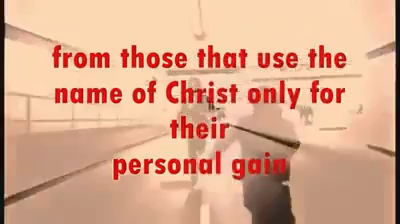 from those that use the
name of Christ only for
their
personal gain